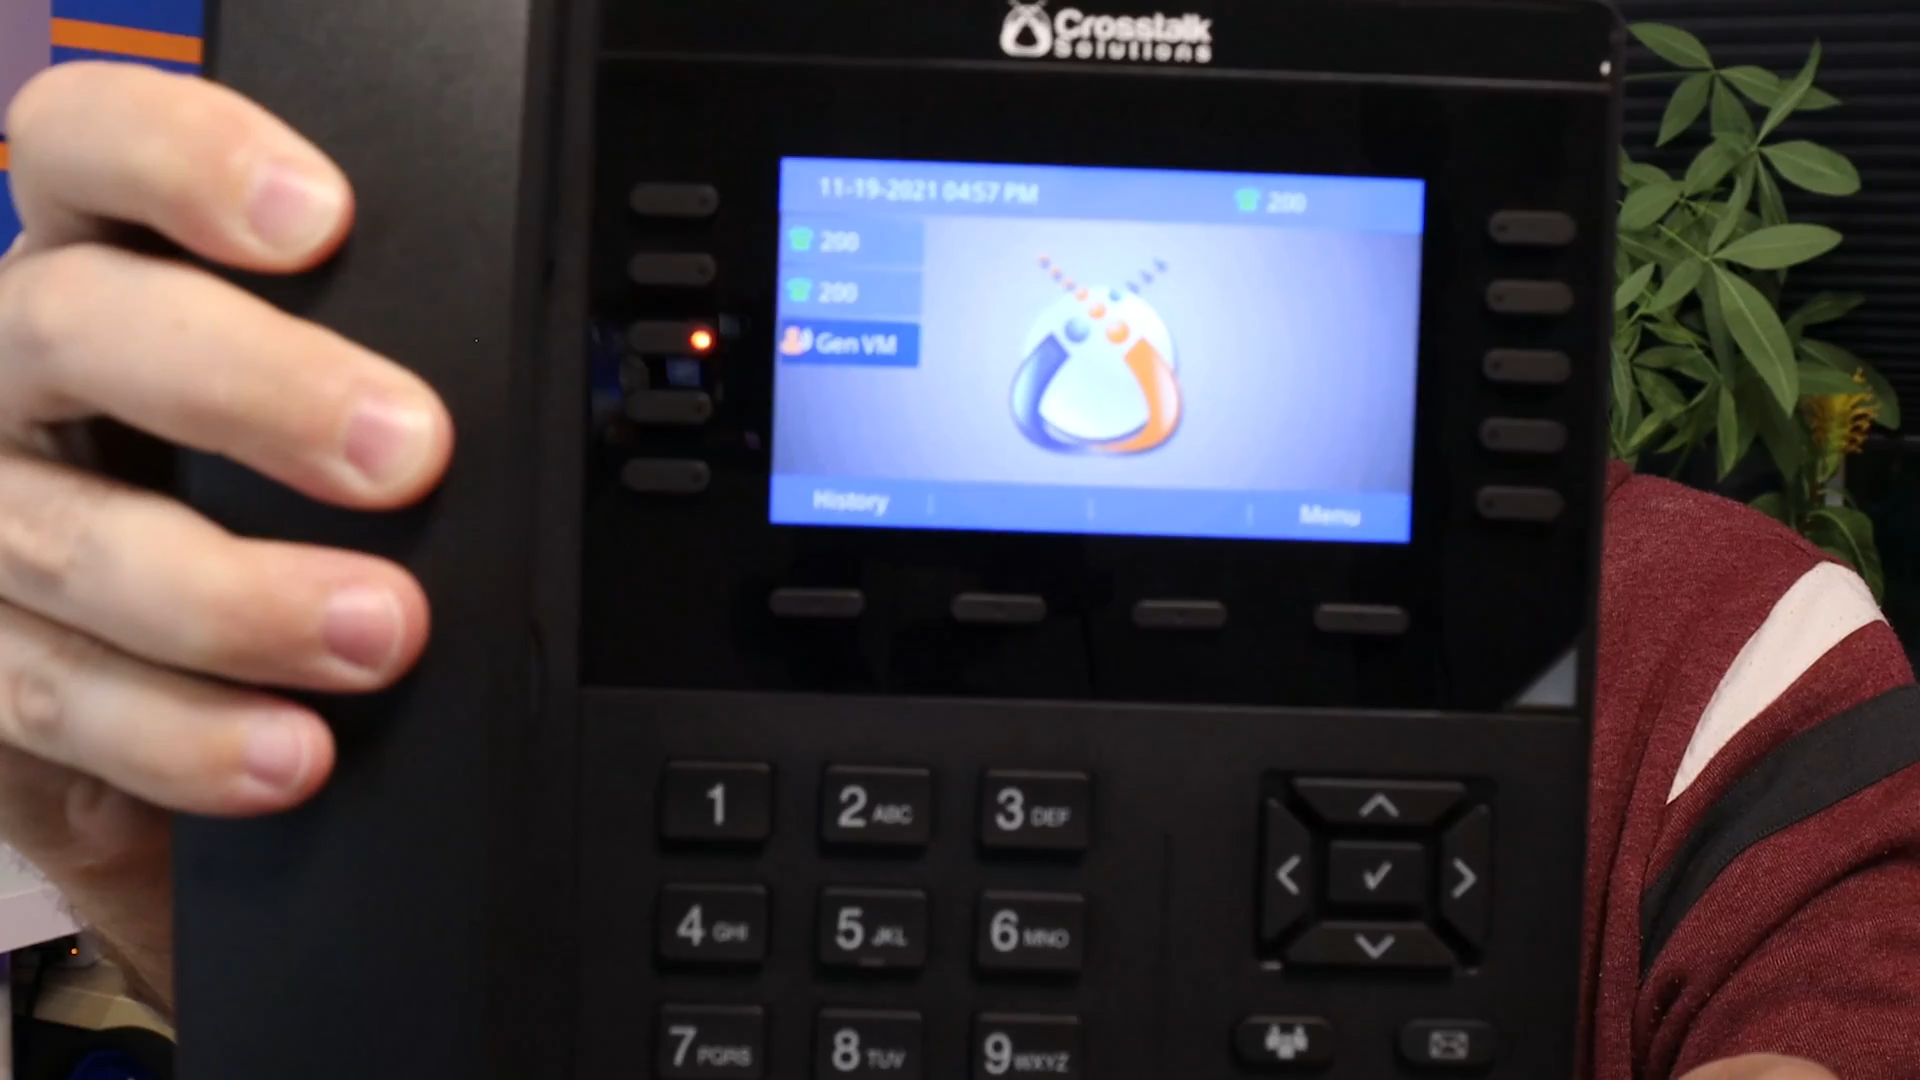 Crosstalk
Solutions
11-19-2021 04:57 PM
200
200
200
Gen VM
History
Menu
1
2 ABC
3 DEF
4 GHI
5 JKL
6 MNO
7 PQRS
8 TUV
9 WXYZ